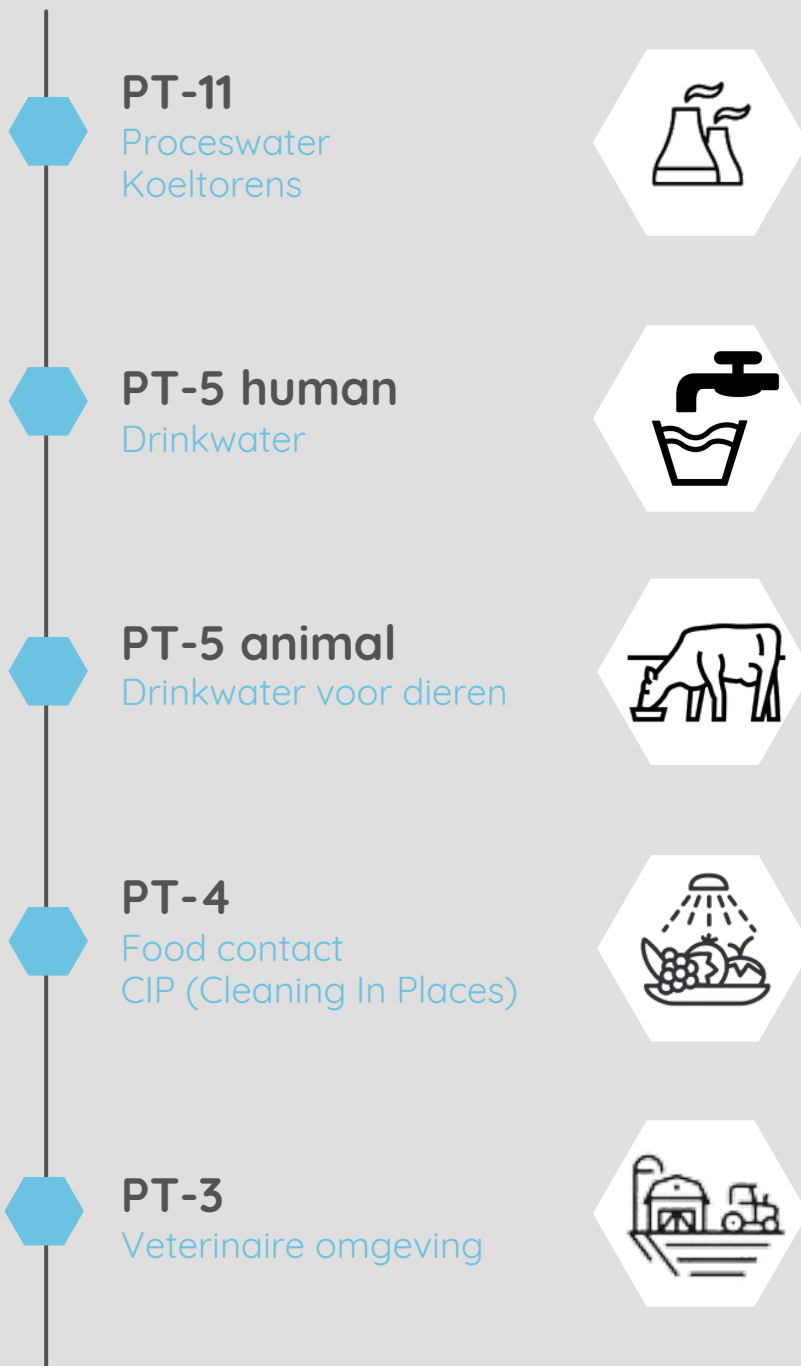 PT-11
Proceswater
Koeltorens
PT-5 human
Drinkwater
PT-5 animal
Drinkwater voor dieren
PT-4
Food contact
CIP (Cleaning In Places)
PT-3
Veterinaire omgeving